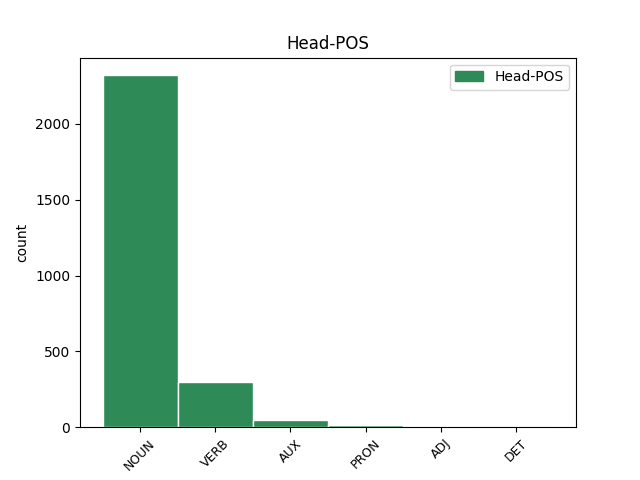 Head-POS
Head-POS
count
2000
1500
1000
500
0
NOUN VERB AUX PRON ADJ DET